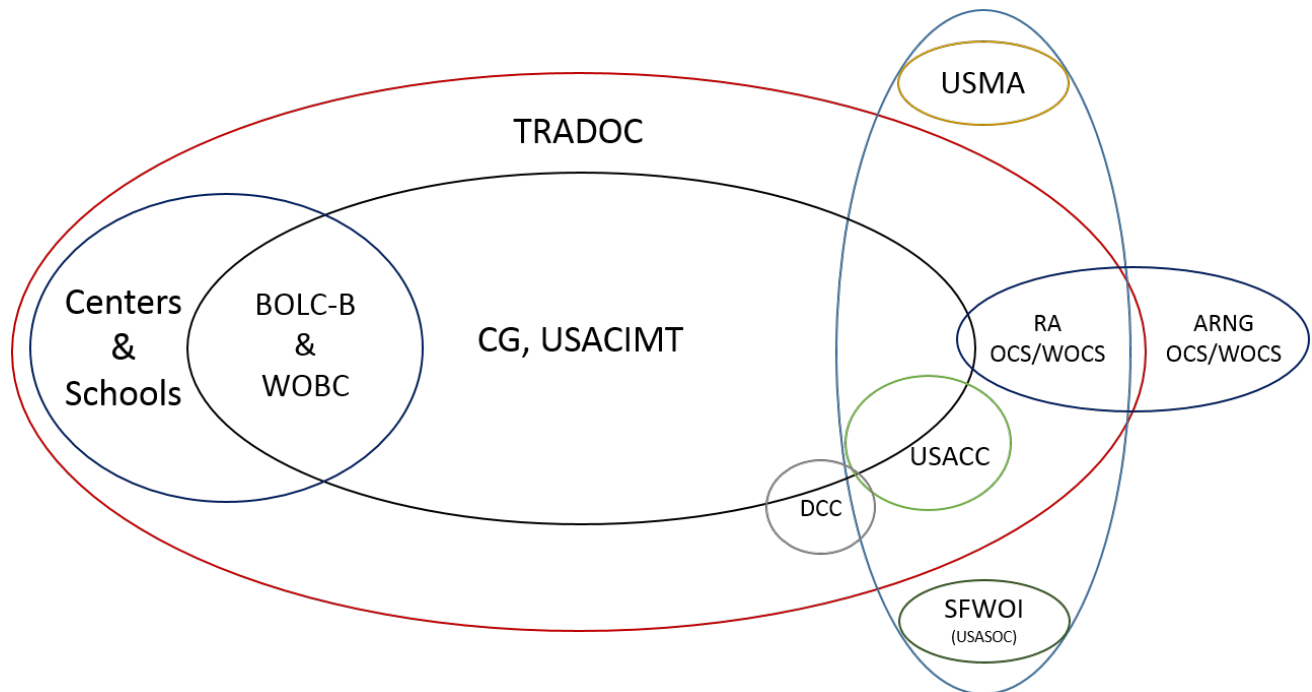 USMA
TRADOC
Centers
&
Schools
BOLC-B
&
WOBC
CG, USACIMT
RA
OCS/WOCS
ARNG
OCS/WOCS
USACC
DCC
SFWOI
(USASOC)